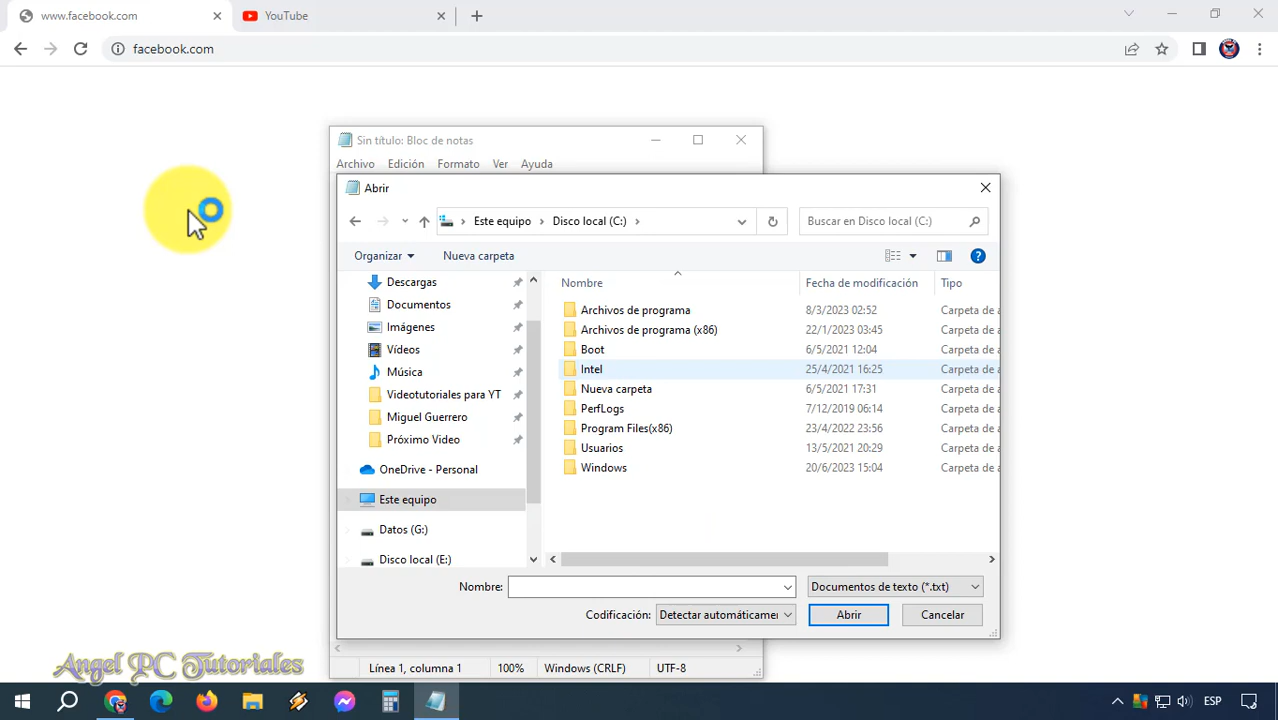 www.facebook.com
YouTube
facebook.com
Sin título: Bloc de notas
Archivo Edición Formato Ver Ayuda
Abrir
Este equipo Disco local (C:)
Buscar en Disco local (C:)
Organizar
Nueva carpeta
Descargas
Documentos
Imágenes
Vídeos
Música
Videotutoriales para YT
Miguel Guerrero
Próximo Video
OneDrive - Personal
Este equipo
Datos (G:)
Disco local (E:)
Nombre Fecha de modificación Tipo
Archivos de programa 8/3/2023 02:52 Carpeta de a
Archivos de programa (x86) 22/1/2023 03:45 Carpeta de a
Boot 6/5/2021 12:04 Carpeta de a
Intel 25/4/2021 16:25 Carpeta de a
Nueva carpeta 6/5/2021 17:31 Carpeta de a
PerfLogs 7/12/2019 06:14 Carpeta de a
Program Files(x86) 23/4/2022 23:56 Carpeta de a
Usuarios 13/5/2021 20:29 Carpeta de a
Windows 20/6/2023 15:04 Carpeta de a
Nombre:
Documentos de texto (*.txt)
Codificación: Detectar automáticamer
Abrir
Cancelar
Línea 1, columna 1 100% Windows (CRLF) UTF-8
Angel PC Tutoriales
ESP